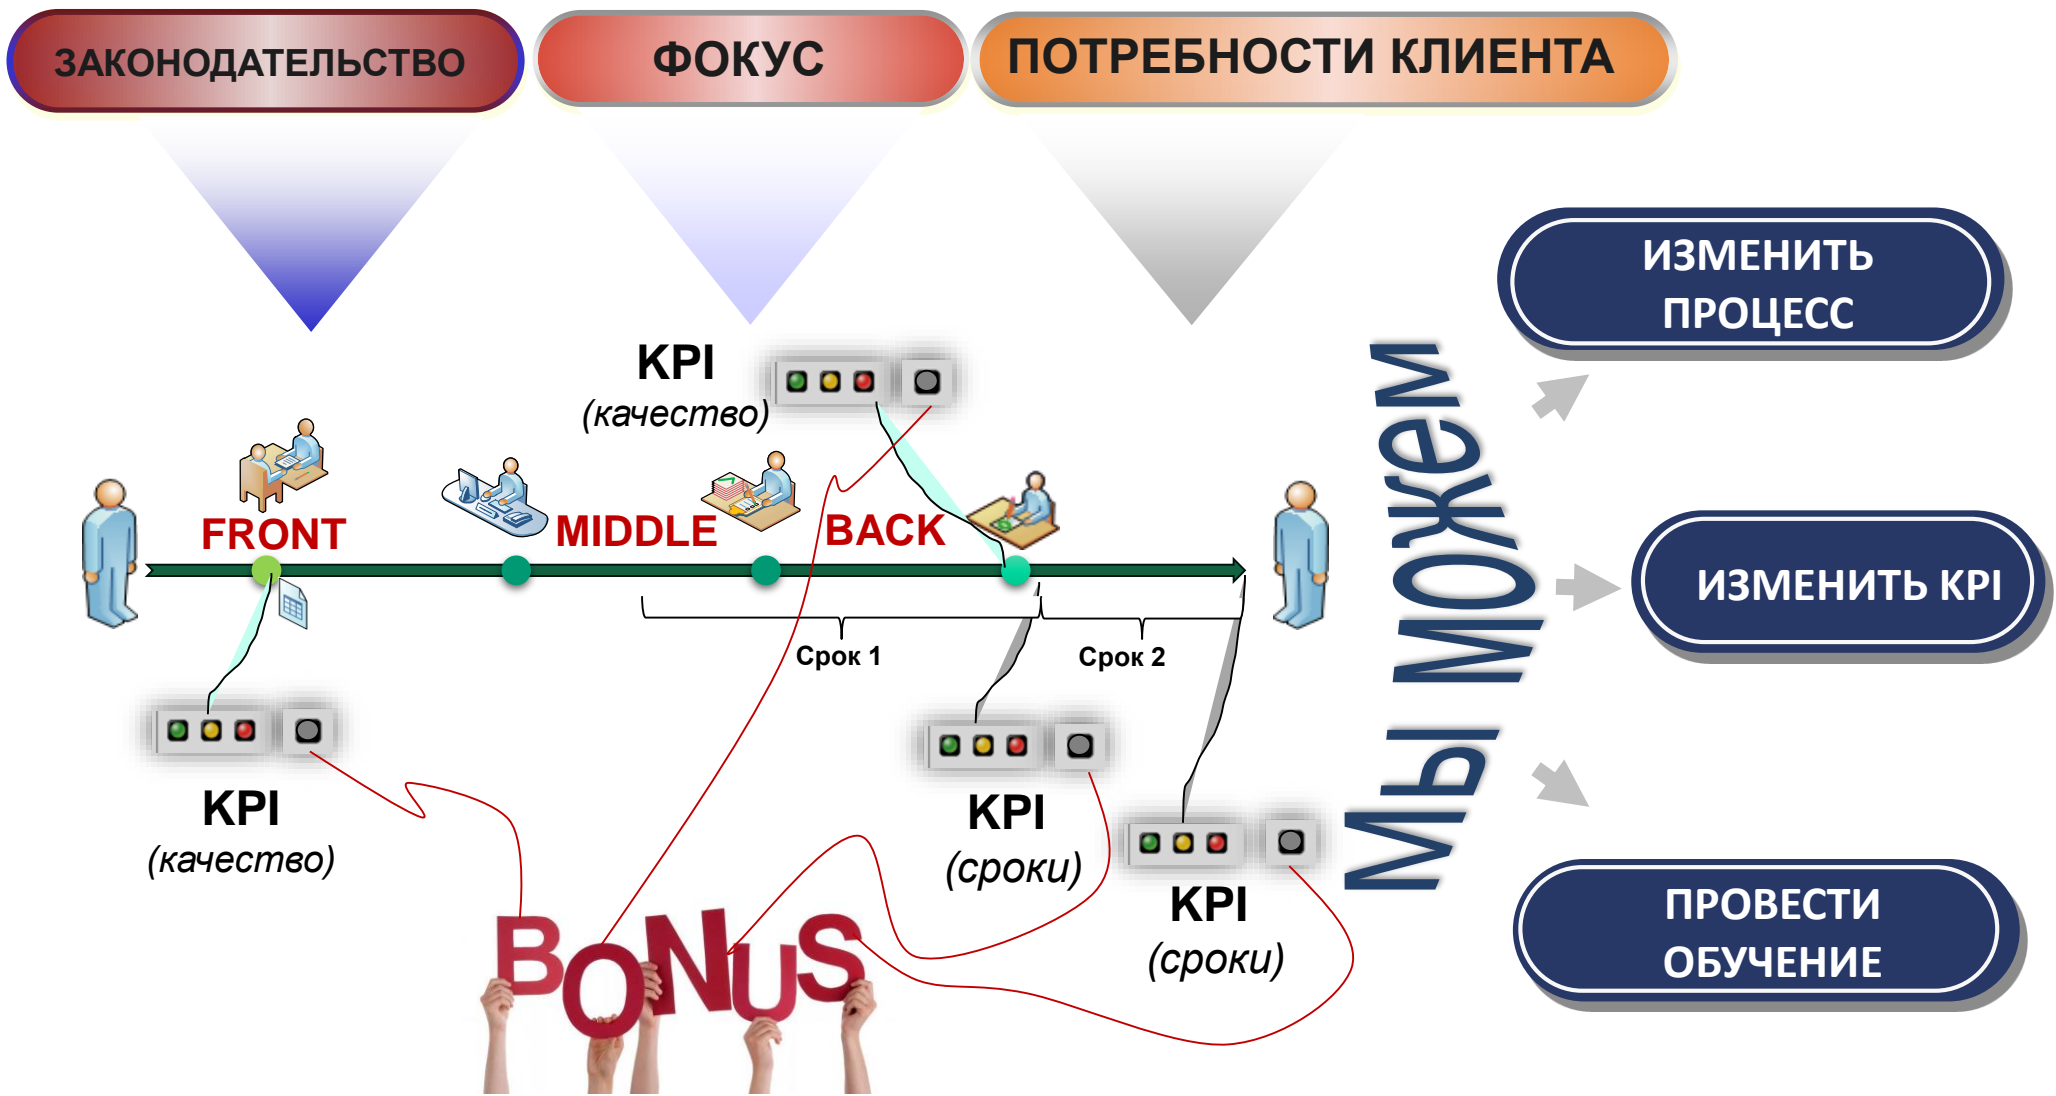 ЗАКОНОДАТЕЛЬСТВО
ФОКУС
ПОТРЕБНОСТИ КЛИЕНТА
KPI
(качество)
FRONT
MIDDLE
BACK
Срок 1
Срок 2
KPI
(качество)
KPI
(сроки)
KPI
(сроки)
BONUS
Мы можем
ИЗМЕНИТЬ
ПРОЦЕСС
ИЗМЕНИТЬ KPI
ПРОВЕСТИ
ОБУЧЕНИЕ